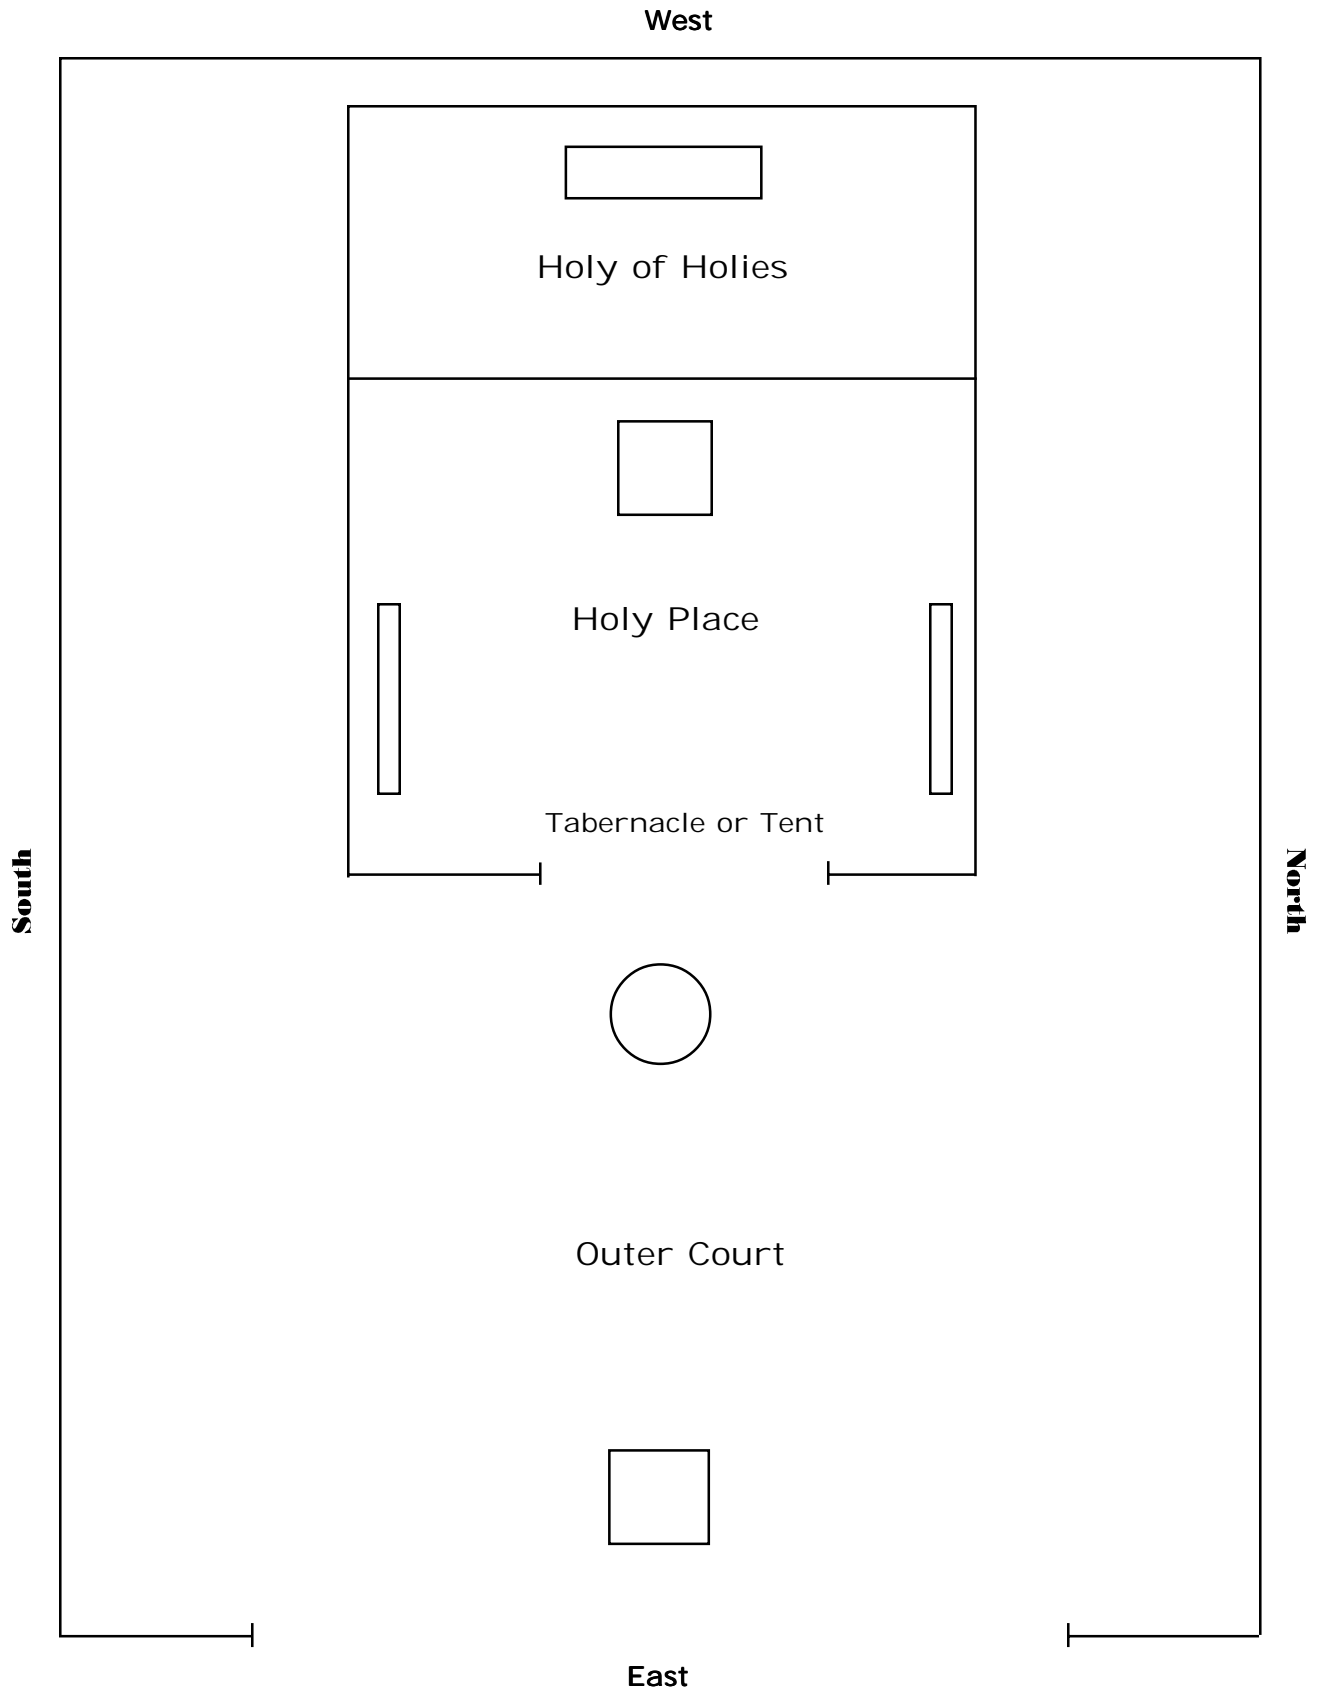 West
Holy of Holies
Holy Place
Tabernacle or Tent
South
North
Outer Court
East